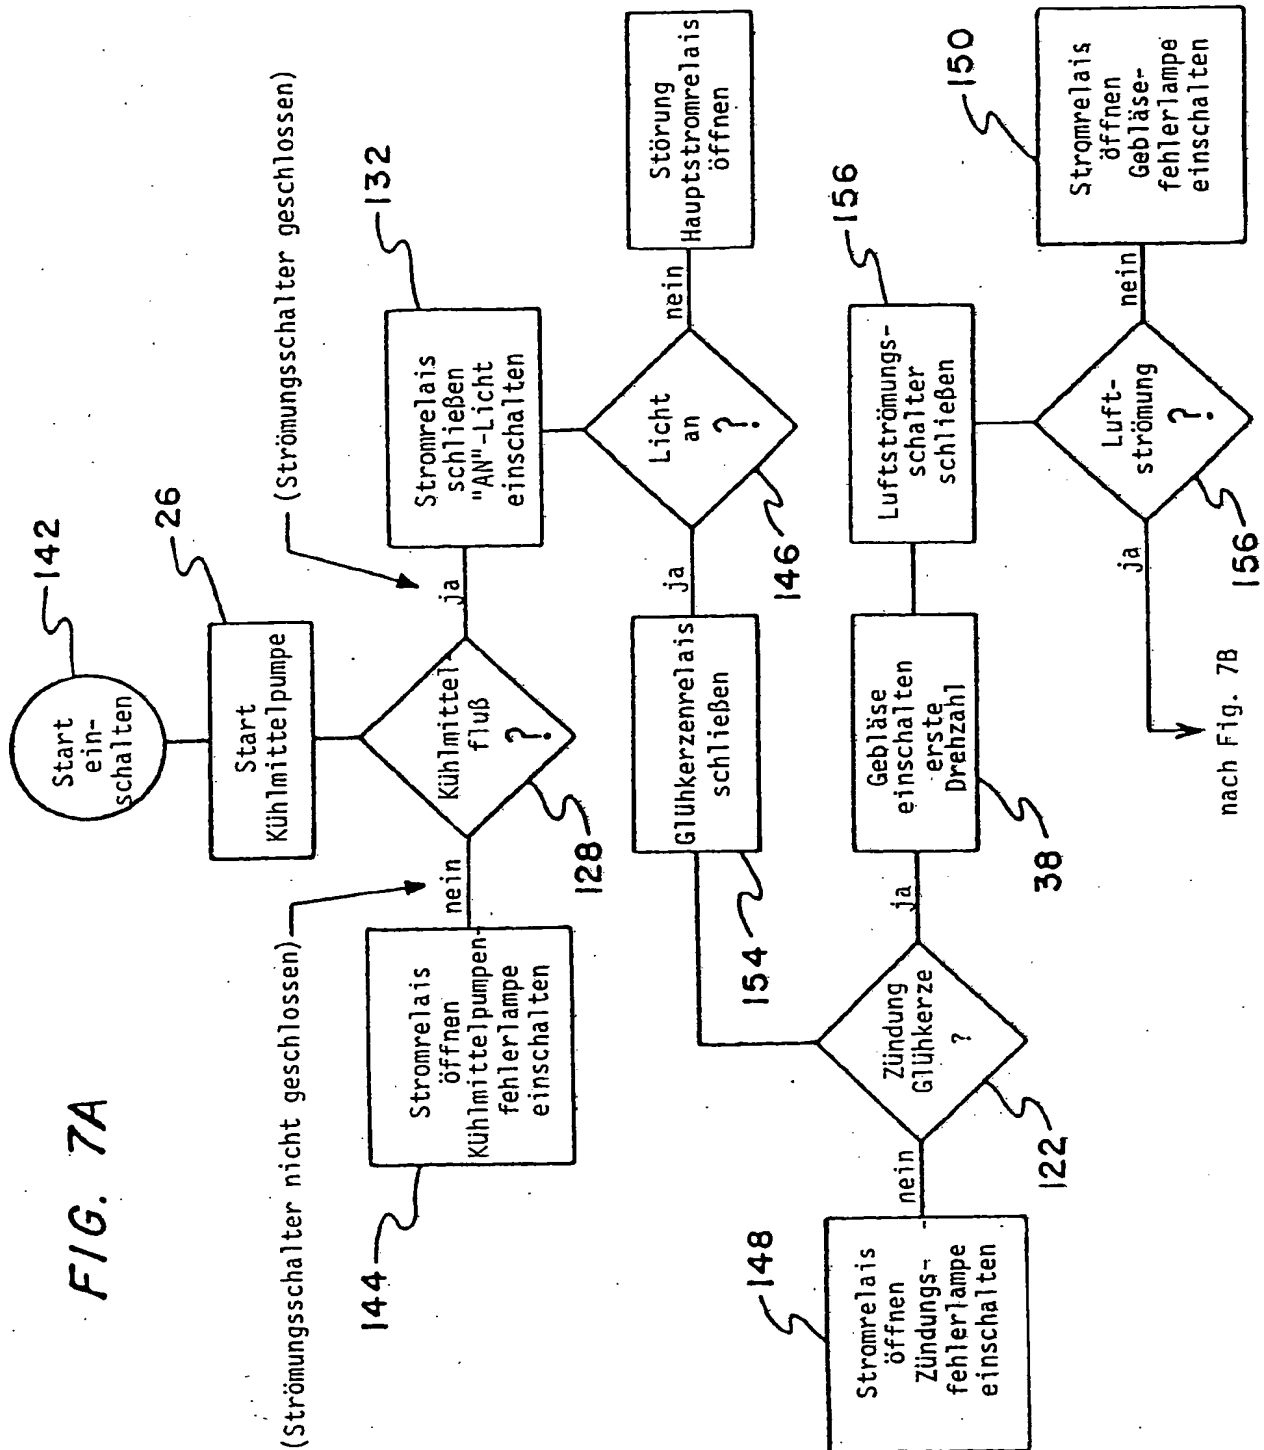 FIG. 7A
142
Start
ein-
schalten
26
Start
Kühlmittelpumpe
(Strömungsschalter nicht geschlossen)
(Strömungsschalter geschlossen)
Kühlmittel-
fluß
?
128
nein
ja
144
Stromrelais
öffnen
Kühlmittelpumpen-
fehlerlampe
einschalten
132
Stromrelais
schließen
"AN"-Licht
einschalten
Licht
an
?
146
ja
nein
Störung
Hauptstromrelais
öffnen
Glühkerzenrelais
schließen
154
Zündung
Glühkerze
?
122
nein
ja
148
Stromrelais
öffnen
Zündungs-
fehlerlampe
einschalten
Gebläse
einschalten
erste
Drehzahl
38
Luftströmungs-
schalter
schließen
156
Luft-
strömung
?
156
ja
nein
150
Stromrelais
öffnen
Gebläse-
fehlerlampe
einschalten
nach Fig. 7B